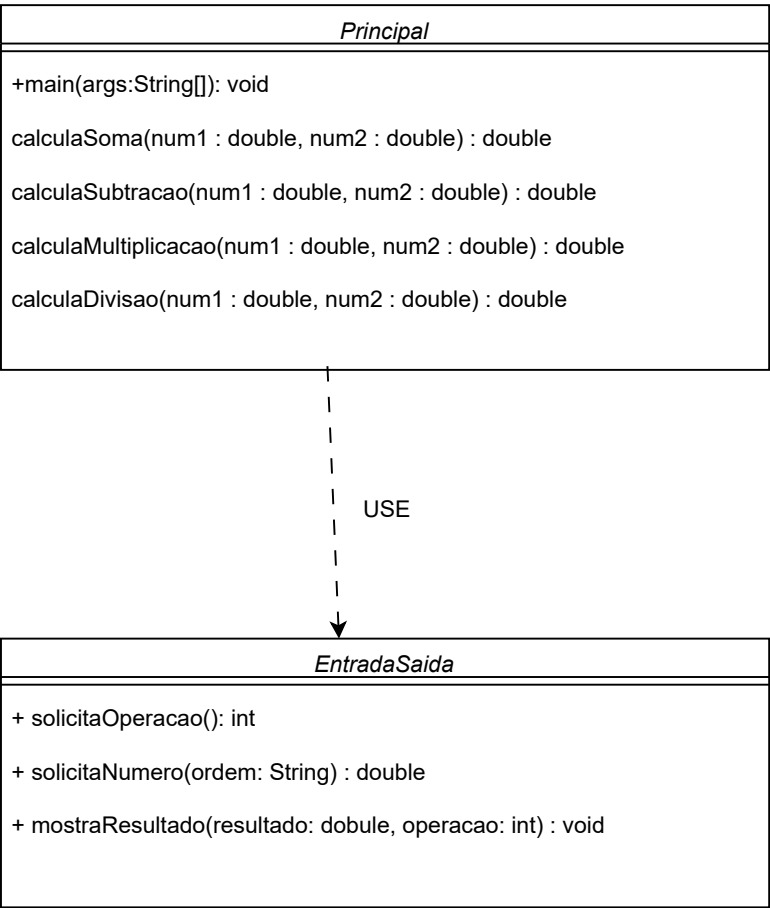 Principal
+main(args:String[]): void
calculaSoma(num1 : double, num2 : double) : double
calculaSubtracao(num1 : double, num2 : double) : double
calculaMultiplicacao(num1 : double, num2 : double) : double
calculaDivisao(num1 : double, num2 : double) : double
USE
EntradaSaida
+ solicitaOperacao(): int
+ solicitaNumero(ordem: String) : double
+ mostraResultado(resultado: dobule, operacao: int) : void